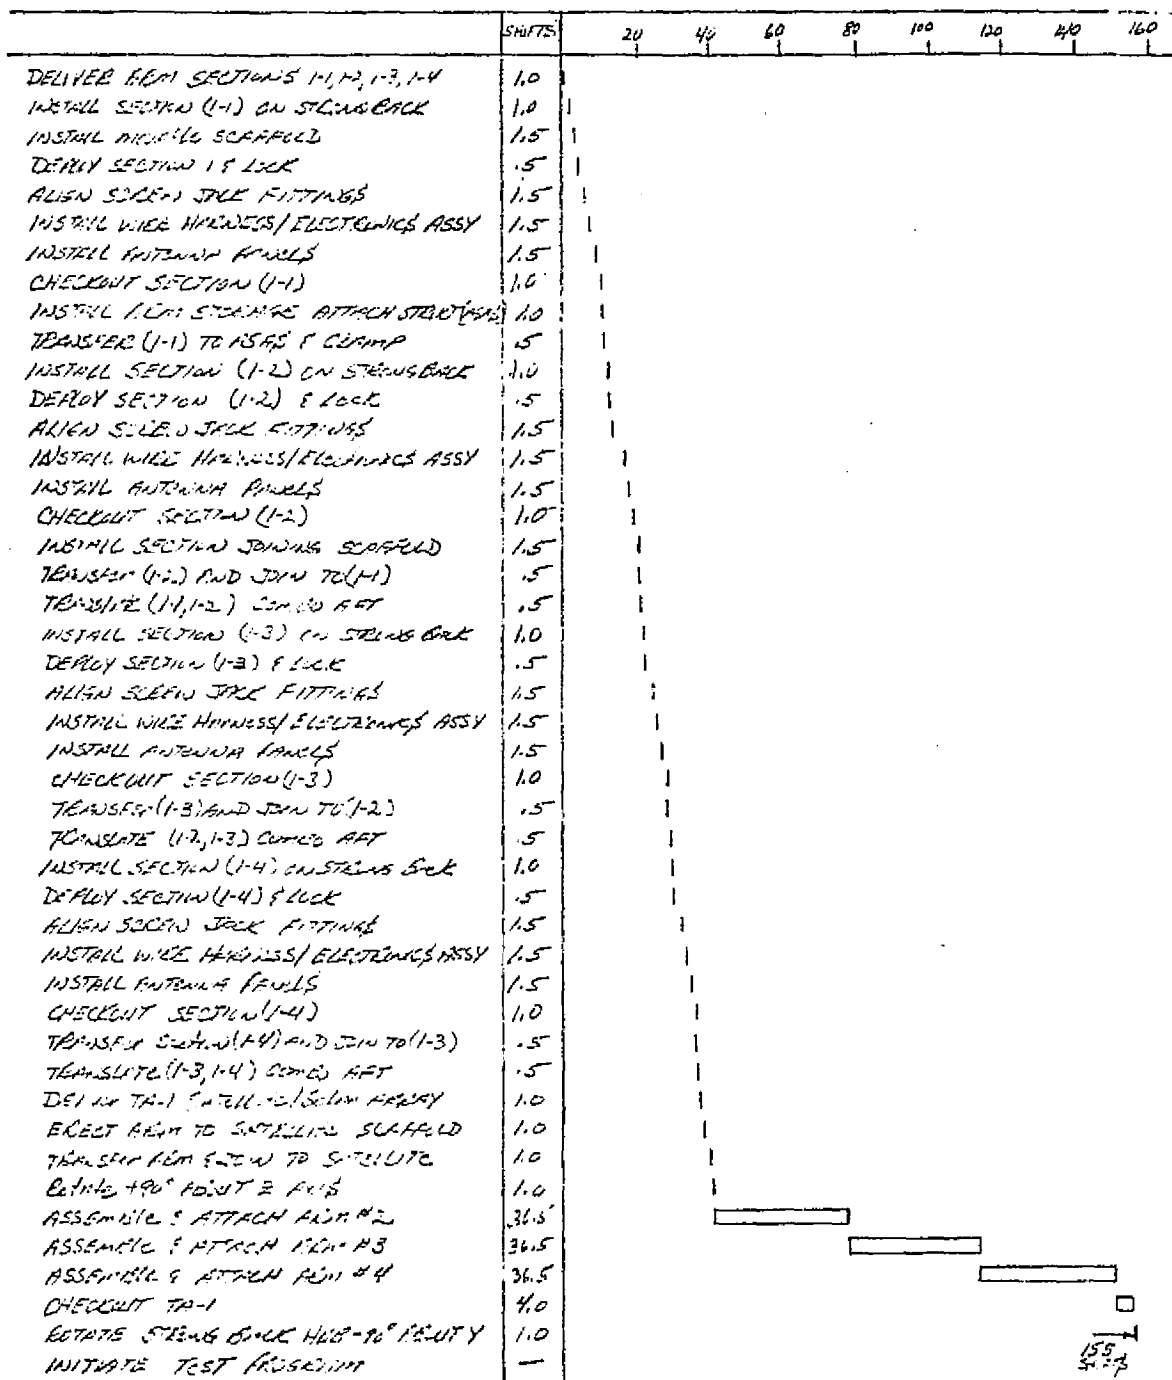 SHIFTS 20 40 60 80 100 120 140 160
DELIVER SECTIONS 1-1, 1-2, 1-3, 1-4 1.0
INSTALL SECTION (1-1) ON STRONGBACK 1.0
INSTALL SCAFFOLD 1.5
DEPLOY SECTION 1 & LOCK .5
ALIGN SCREW JACK FITTINGS 1.5
INSTALL WIRE HARNESS/ELECTRONICS ASSY 1.5
INSTALL ANTENNA PANELS 1.5
CHECKOUT SECTION (1-1) 1.0
INSTALL STORAGE ATTACH STRUT 1.0
TRANSFER (1-1) TO & CLAMP .5
INSTALL SECTION (1-2) ON STRONGBACK 1.0
DEPLOY SECTION (1-2) & LOCK .5
ALIGN SCREW JACK FITTINGS 1.5
INSTALL WIRE HARNESS/ELECTRONICS ASSY 1.5
INSTALL ANTENNA PANELS 1.5
CHECKOUT SECTION (1-2) 1.0
INSTALL SECTION JOINING SCAFFOLD 1.5
TRANSFER (1-2) AND JOIN TO (1-1) .5
TRANSLATE (1-1, 1-2) COMBO AFT .5
INSTALL SECTION (1-3) ON STRONG BACK 1.0
DEPLOY SECTION (1-3) & LOCK .5
ALIGN SCREW JACK FITTINGS 1.5
INSTALL WIRE HARNESS/ELECTRONICS ASSY 1.5
INSTALL ANTENNA PANELS 1.5
CHECKOUT SECTION (1-3) 1.0
TRANSFER (1-3) AND JOIN TO (1-2) .5
TRANSLATE (1-2, 1-3) COMBO AFT .5
INSTALL SECTION (1-4) ON STRONG BACK 1.0
DEPLOY SECTION (1-4) & LOCK .5
ALIGN SCREW JACK FITTINGS 1.5
INSTALL WIRE HARNESS/ELECTRONICS ASSY 1.5
INSTALL ANTENNA PANELS 1.5
CHECKOUT SECTION (1-4) 1.0
TRANSFER SECTION (1-4) AND JOIN TO (1-3) .5
TRANSLATE (1-3, 1-4) COMBO AFT .5
TA-1 ARRAY 1.0
ERECT TO SATELLITE SCAFFOLD 1.0
TRANSFER & JOIN TO SATELLITE 1.0
Rotate +90° AXIS 1.0
ASSEMBLE & ATTACH #2 36.5
ASSEMBLE & ATTACH #3 36.5
ASSEMBLE & ATTACH #4 36.5
CHECKOUT TA-1 4.0
ROTATE STRONG BACK HUB -90° ABOUT Y 1.0
INITIATE TEST PROGRAM —
155